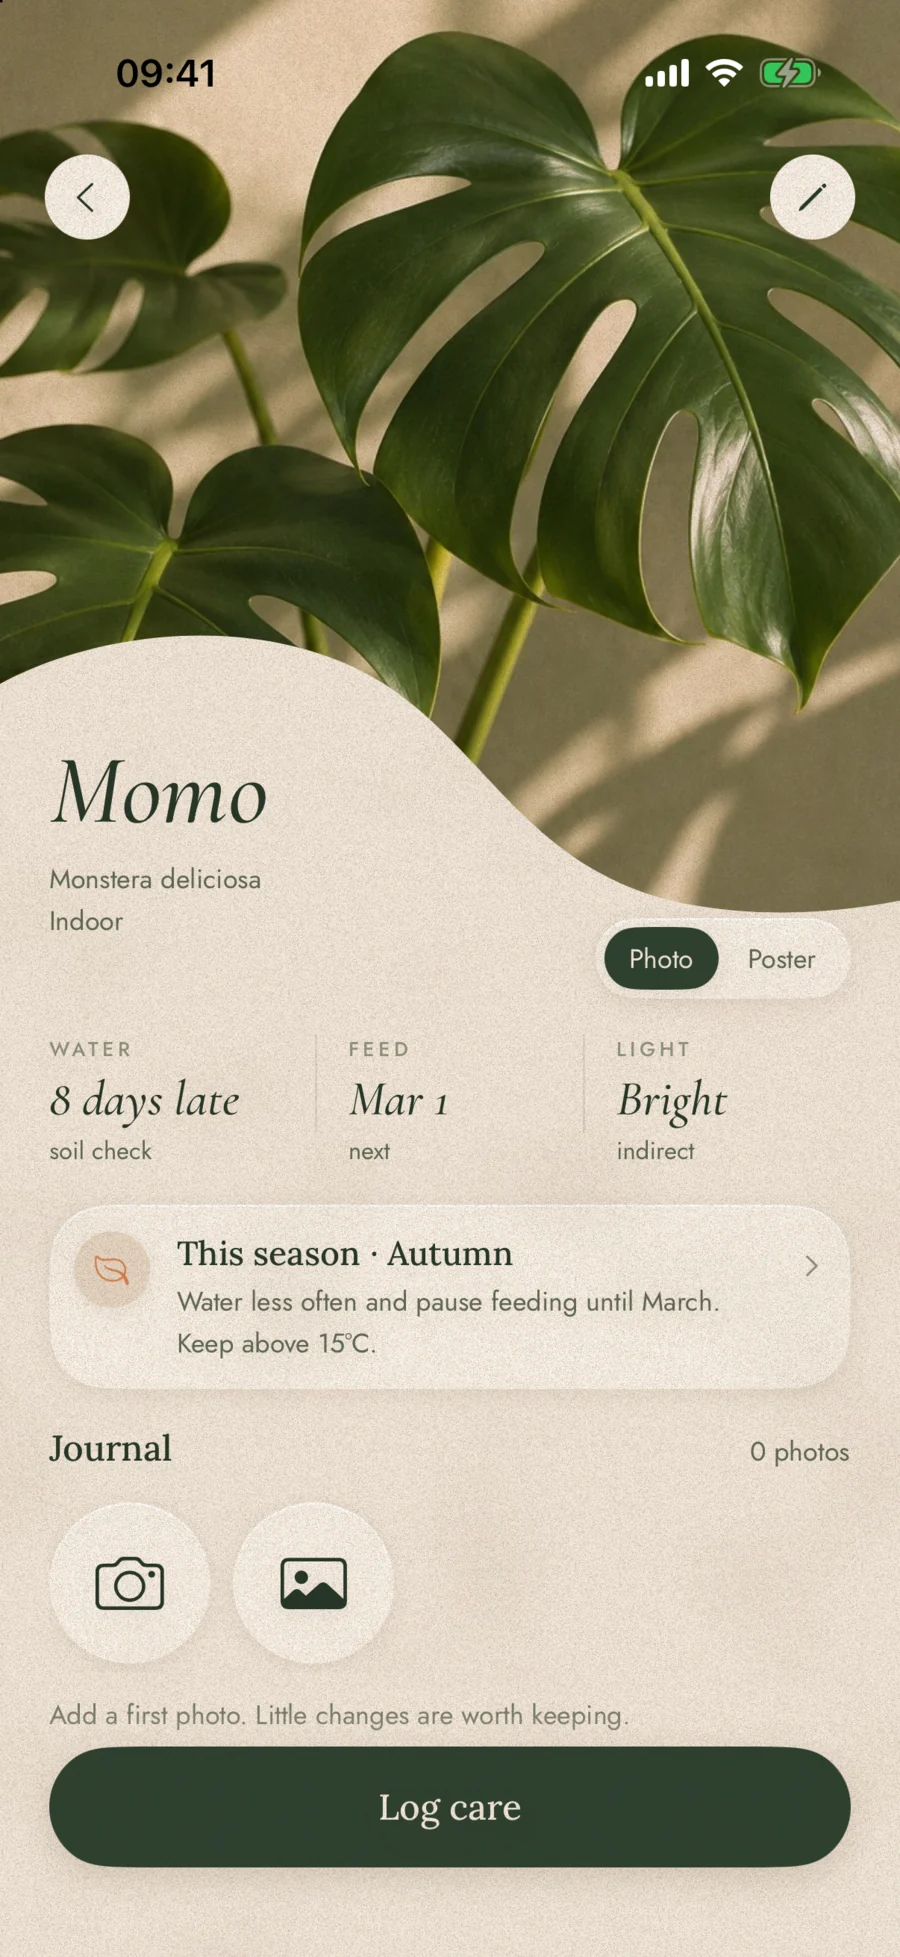 09:41
Momo
Monstera deliciosa
Indoor
Photo Poster
WATER FEED LIGHT
8 days late Mar 1 Bright
soil check next indirect
This season · Autumn
Water less often and pause feeding until March.
Keep above 15°C.
Journal 0 photos
Add a first photo. Little changes are worth keeping.
Log care